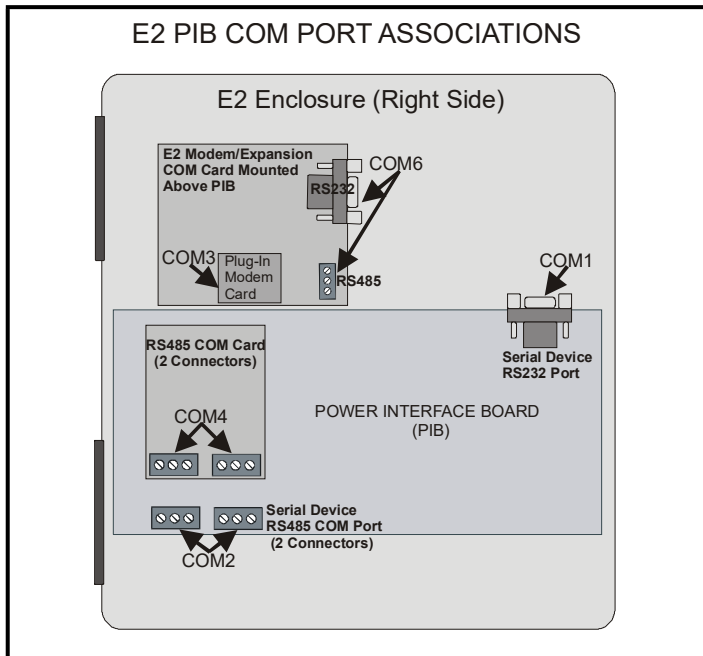 E2 PIB COM PORT ASSOCIATIONS
E2 Enclosure (Right Side)
E2 Modem/Expansion
COM Card Mounted
Above PIB
RS232
COM6
COM3
Plug-In
Modem
Card
RS485
COM1
Serial Device
RS232 Port
RS485 COM Card
(2 Connectors)
COM4
POWER INTERFACE BOARD
(PIB)
Serial Device
RS485 COM Port
(2 Connectors)
COM2